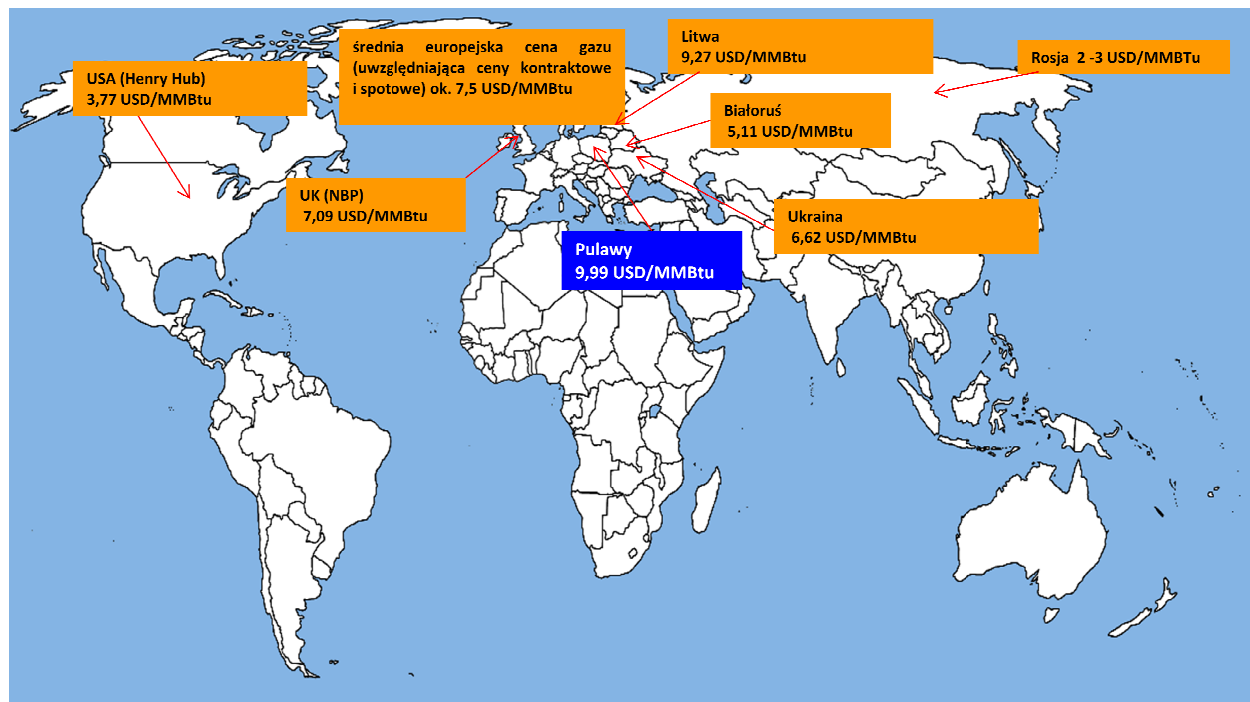 średnia europejska cena gazu
(uwzględniająca ceny kontraktowe
i spotowe) ok. 7,5 USD/MMBtu
Litwa
9,27 USD/MMBtu
Rosja 2 -3 USD/MMBTu
USA (Henry Hub)
3,77 USD/MMBtu
Białoruś
5,11 USD/MMBtu
UK (NBP)
7,09 USD/MMBtu
Ukraina
6,62 USD/MMBtu
Pulawy
9,99 USD/MMBtu